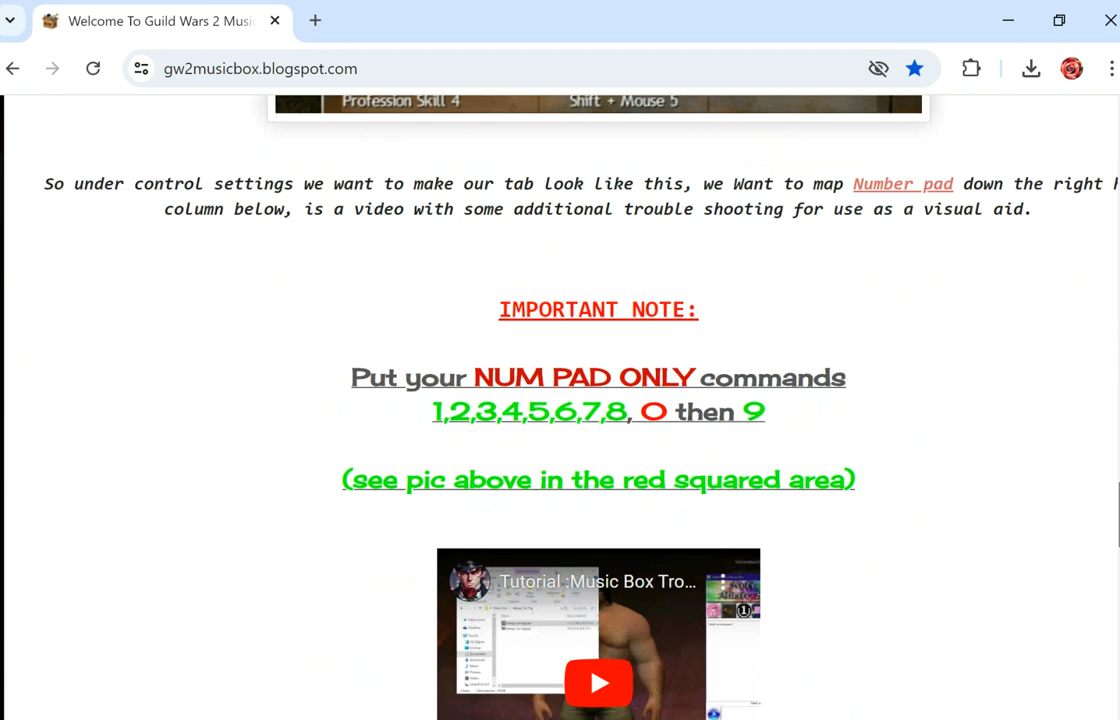 Welcome To Guild Wars 2 Musi
gw2musicbox.blogspot.com
Profession Skill 4 Shift + Mouse 5
So under control settings we want to make our tab look like this, we Want to map Number pad down the right h
column below, is a video with some additional trouble shooting for use as a visual aid.
IMPORTANT NOTE:
Put your NUM PAD ONLY commands
1,2,3,4,5,6,7,8, 0 then 9
(see pic above in the red squared area)
Tutorial :Music Box Tro...